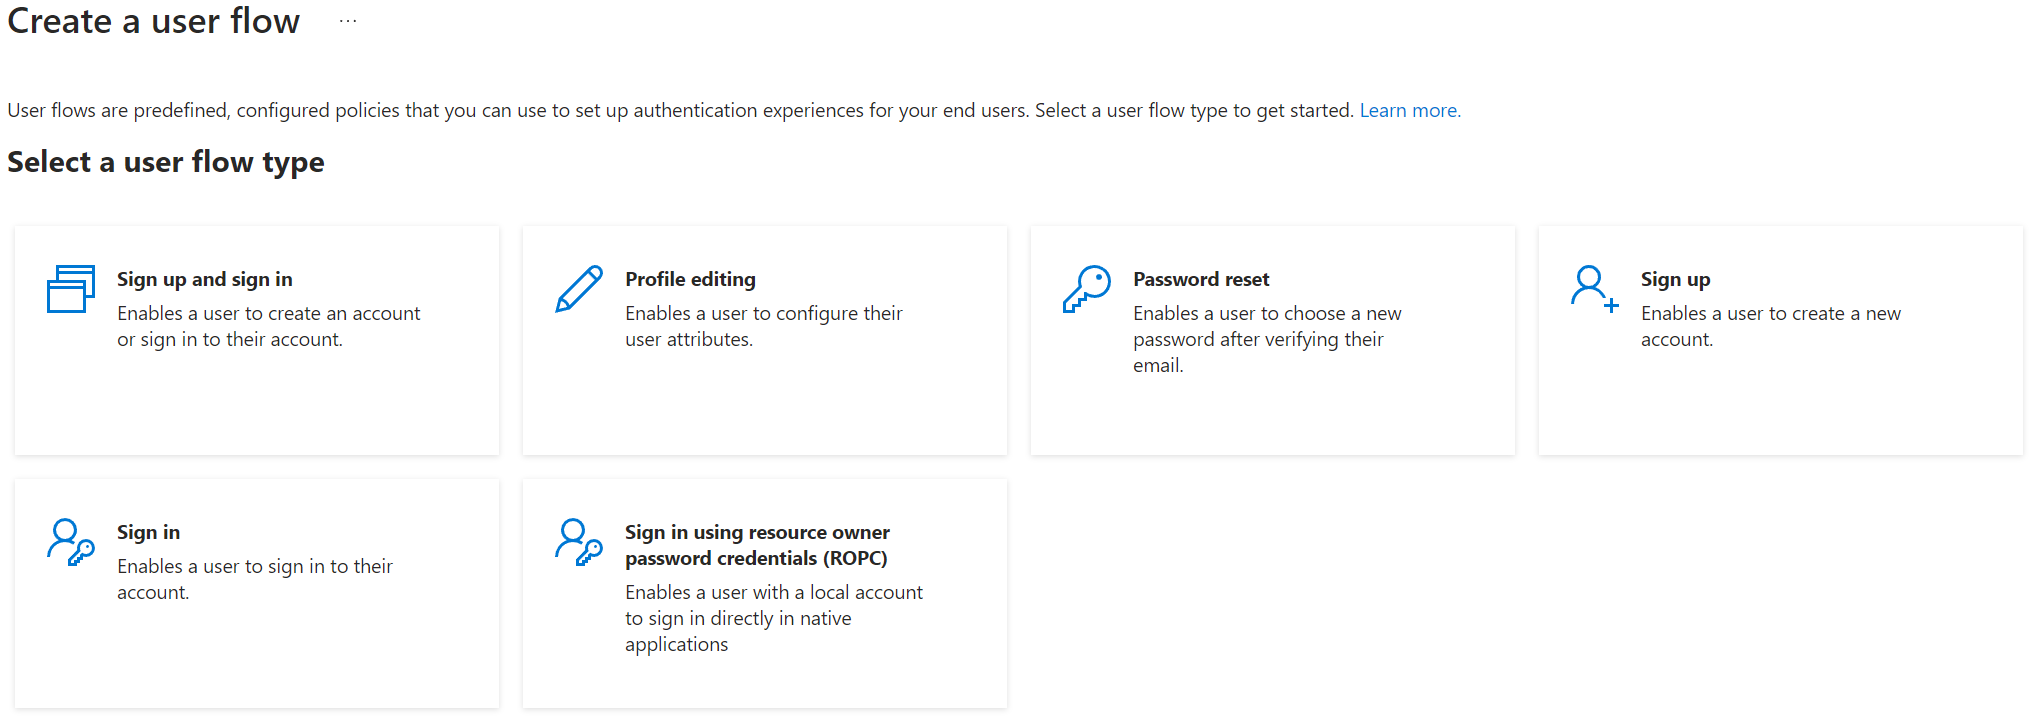 Create a user flow ...
User flows are predefined, configured policies that you can use to set up authentication experiences for your end users. Select a user flow type to get started. Learn more.
Select a user flow type
Sign up and sign in
Enables a user to create an account
or sign in to their account.
Profile editing
Enables a user to configure their
user attributes.
Password reset
Enables a user to choose a new
password after verifying their
email.
Sign up
Enables a user to create a new
account.
Sign in
Enables a user to sign in to their
account.
Sign in using resource owner
password credentials (ROPC)
Enables a user with a local account
to sign in directly in native
applications